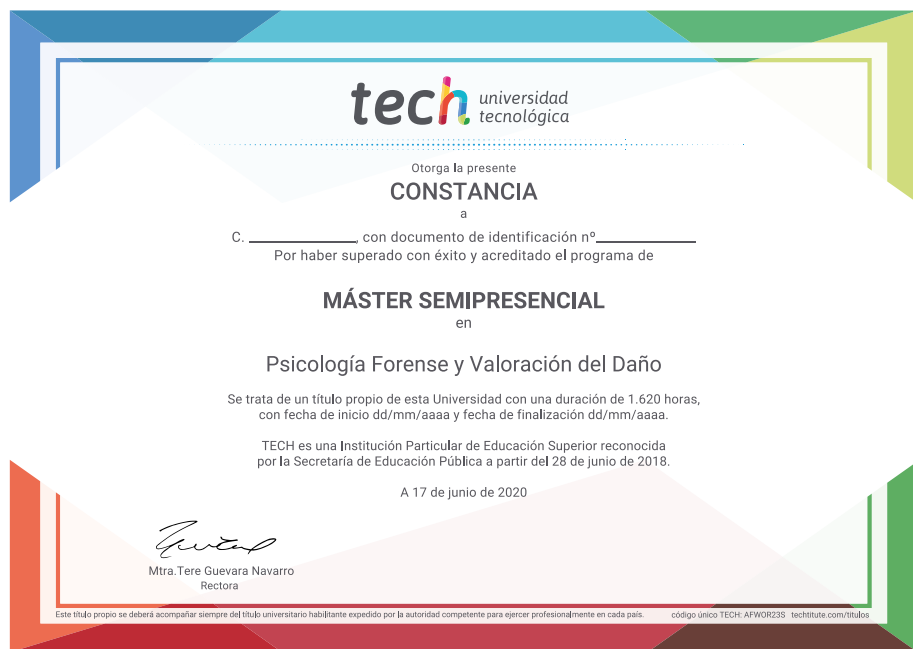 tech universidad
tecnológica
Otorga la presente
CONSTANCIA
a
C. ____________, con documento de identificación nº____________
Por haber superado con éxito y acreditado el programa de
MÁSTER SEMIPRESENCIAL
en
Psicología Forense y Valoración del Daño
Se trata de un título propio de esta Universidad con una duración de 1.620 horas,
con fecha de inicio dd/mm/aaaa y fecha de finalización dd/mm/aaaa.
TECH es una Institución Particular de Educación Superior reconocida
por la Secretaría de Educación Pública a partir del 28 de junio de 2018.
A 17 de junio de 2020
Mtra.Tere Guevara Navarro
Rectora
Este título propio se deberá acompañar siempre del título universitario habilitante expedido por la autoridad competente para ejercer profesionalmente en cada país. código único TECH: AFWOR23S techtitute.com/titulos